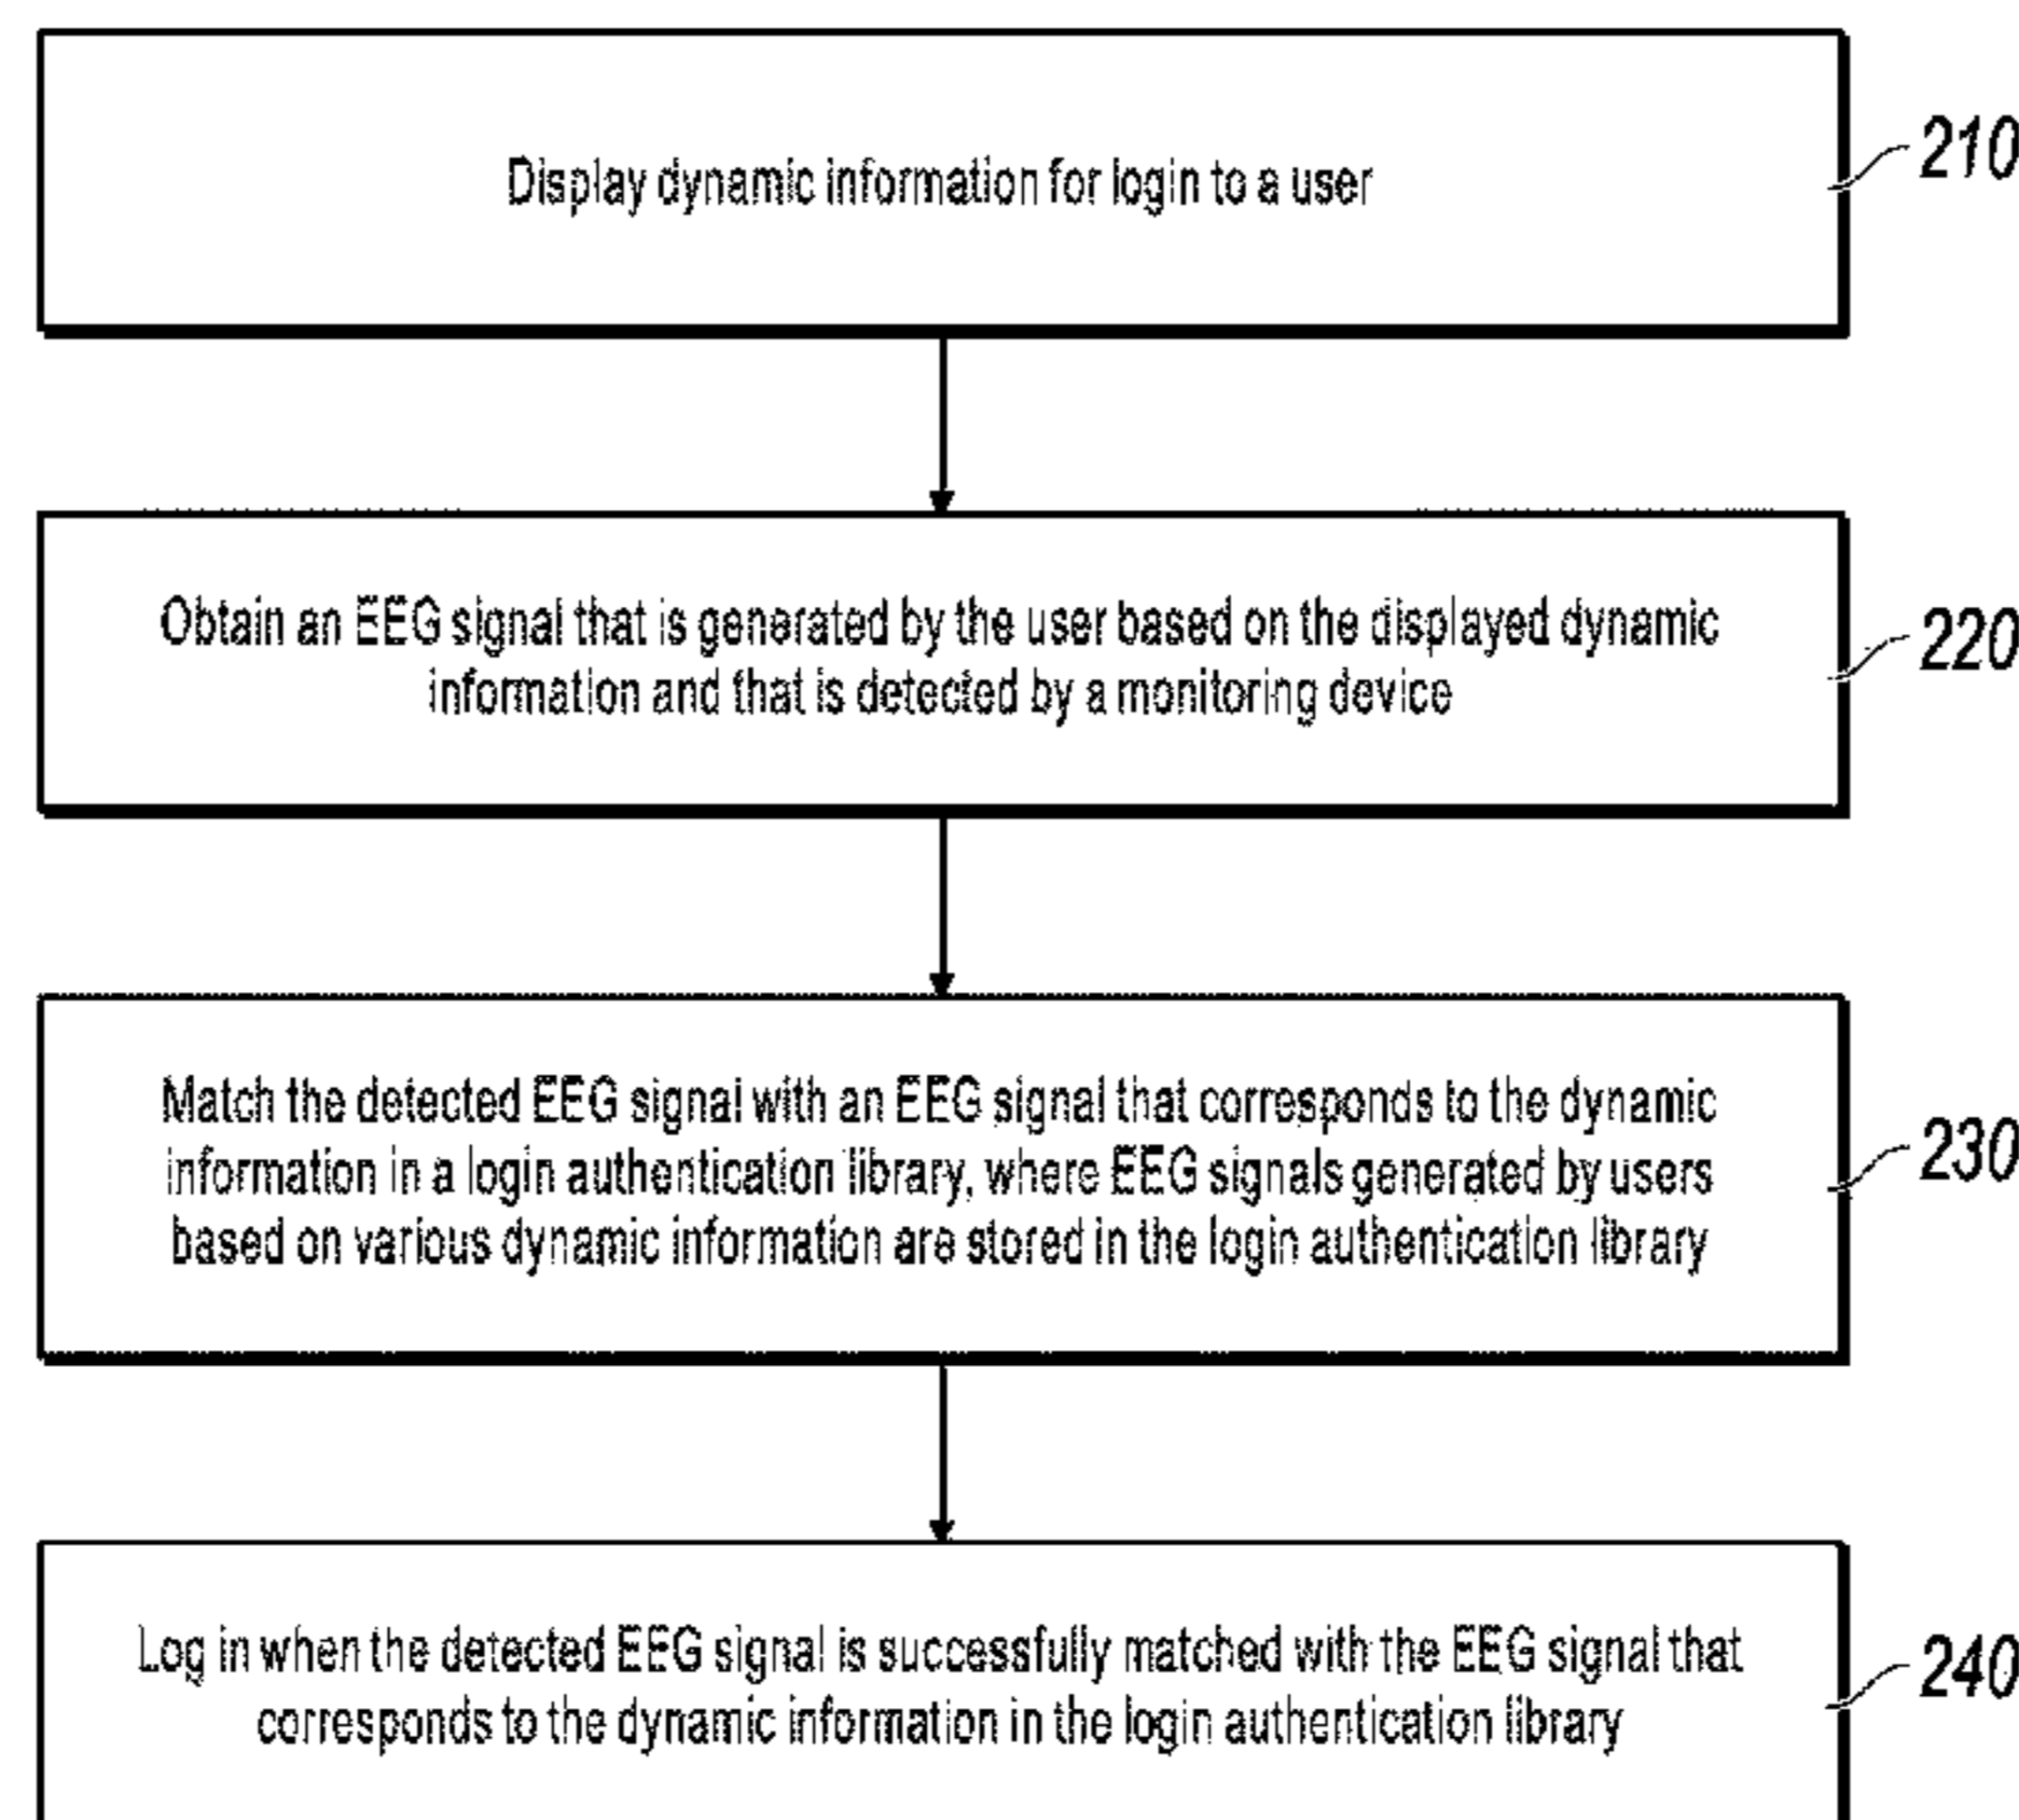 Display dynamic information for login to a user
210
Obtain an EEG signal that is generated by the user based on the displayed dynamic
information and that is detected by a monitoring device
220
Match the detected EEG signal with an EEG signal that corresponds to the dynamic
information in a login authentication library, where EEG signals generated by users
based on various dynamic information are stored in the login authentication library
230
Log in when the detected EEG signal is successfully matched with the EEG signal that
corresponds to the dynamic information in the login authentication library
240